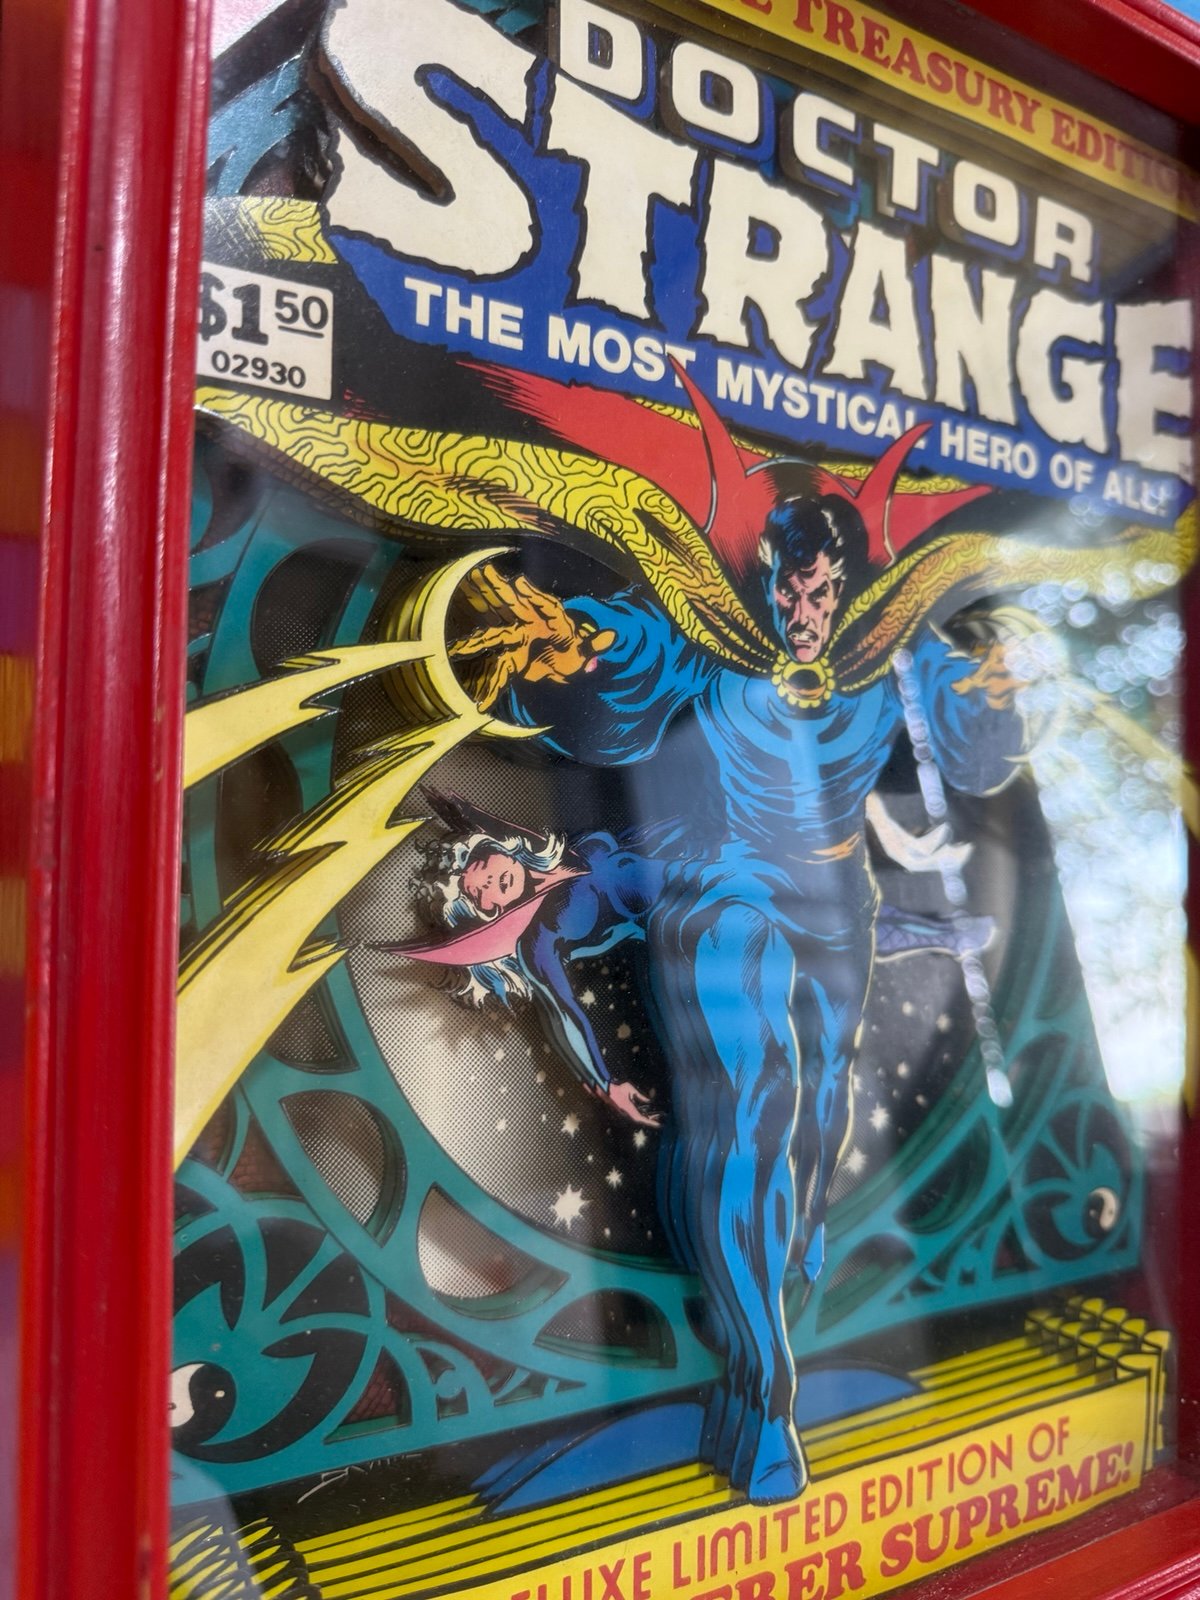 TREASURY EDITION
DOCTOR
STRANGE
THE MOST MYSTICAL HERO OF ALL!
$1 50
02930
LIMITED EDITION OF
SUPREME!